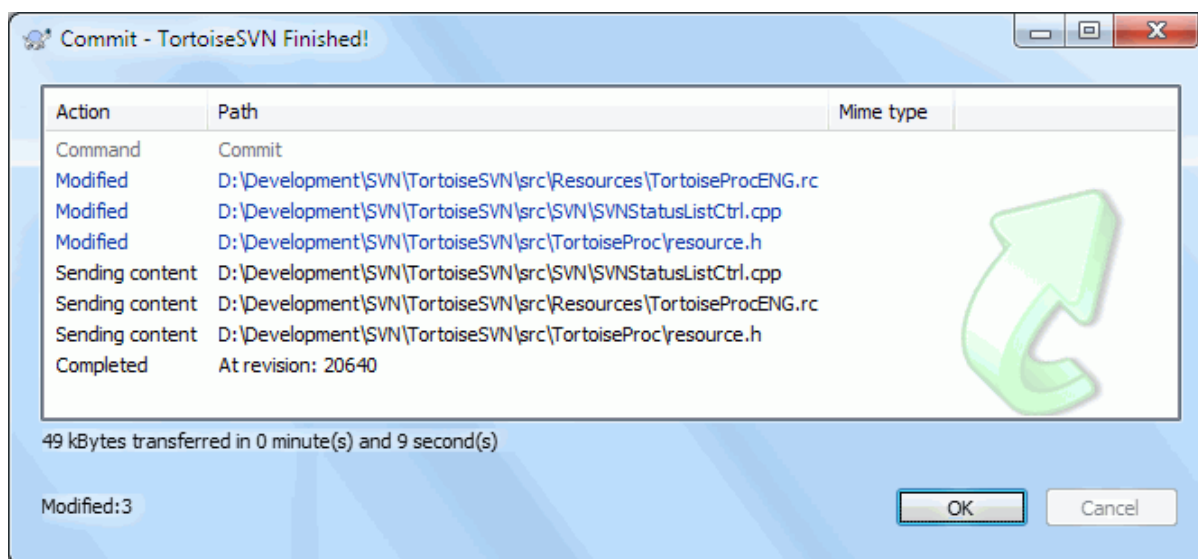 Commit - TortoiseSVN Finished!
Action Path Mime type
Command Commit
Modified D:\Development\SVN\TortoiseSVN\src\Resources\TortoiseProcENG.rc
Modified D:\Development\SVN\TortoiseSVN\src\SVN\SVNStatusListCtrl.cpp
Modified D:\Development\SVN\TortoiseSVN\src\TortoiseProc\resource.h
Sending content D:\Development\SVN\TortoiseSVN\src\SVN\SVNStatusListCtrl.cpp
Sending content D:\Development\SVN\TortoiseSVN\src\Resources\TortoiseProcENG.rc
Sending content D:\Development\SVN\TortoiseSVN\src\TortoiseProc\resource.h
Completed At revision: 20640
49 kBytes transferred in 0 minute(s) and 9 second(s)
Modified:3
OK Cancel